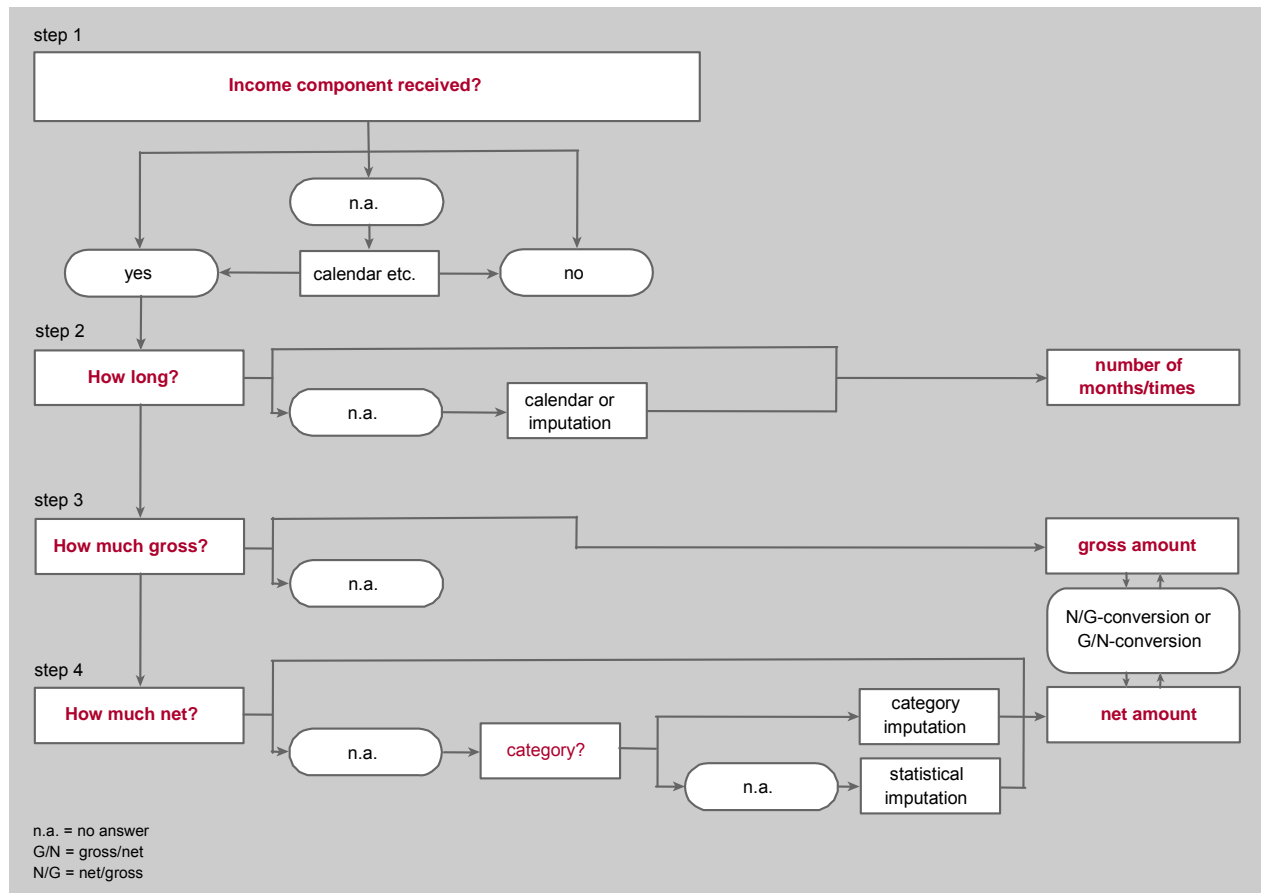 step 1
Income component received?
n.a.
yes
calendar etc.
no
step 2
How long?
n.a.
calendar or
imputation
number of
months/times
step 3
How much gross?
n.a.
gross amount
N/G-conversion or
G/N-conversion
step 4
How much net?
n.a.
category?
category
imputation
n.a.
statistical
imputation
net amount
n.a. = no answer
G/N = gross/net
N/G = net/gross